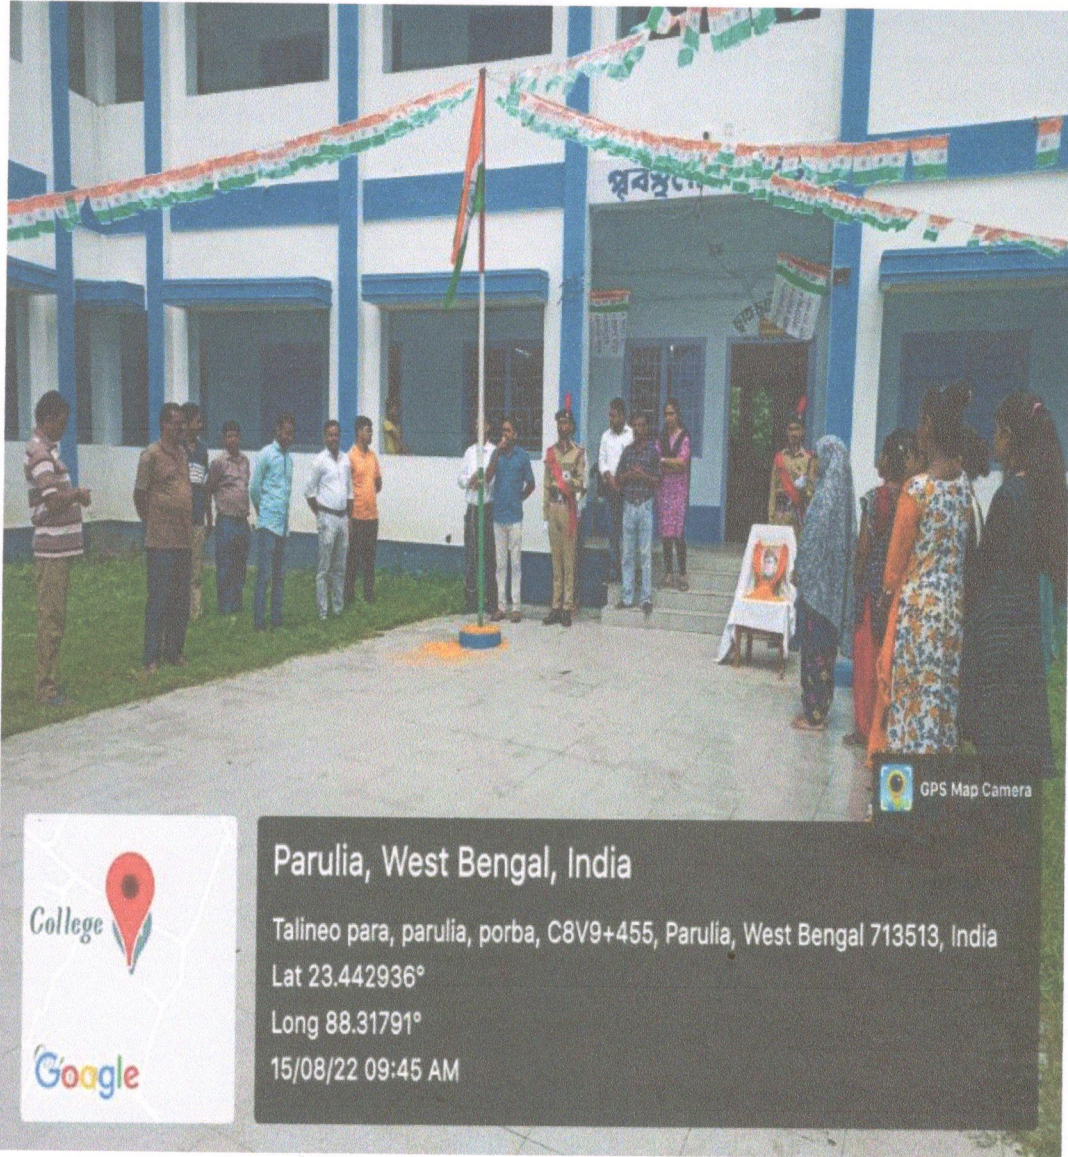 GPS Map Camera
College
Google
Parulia, West Bengal, India
Talineo para, parulia, porba, C8V9+455, Parulia, West Bengal 713513, India
Lat 23.442936°
Long 88.31791°
15/08/22 09:45 AM